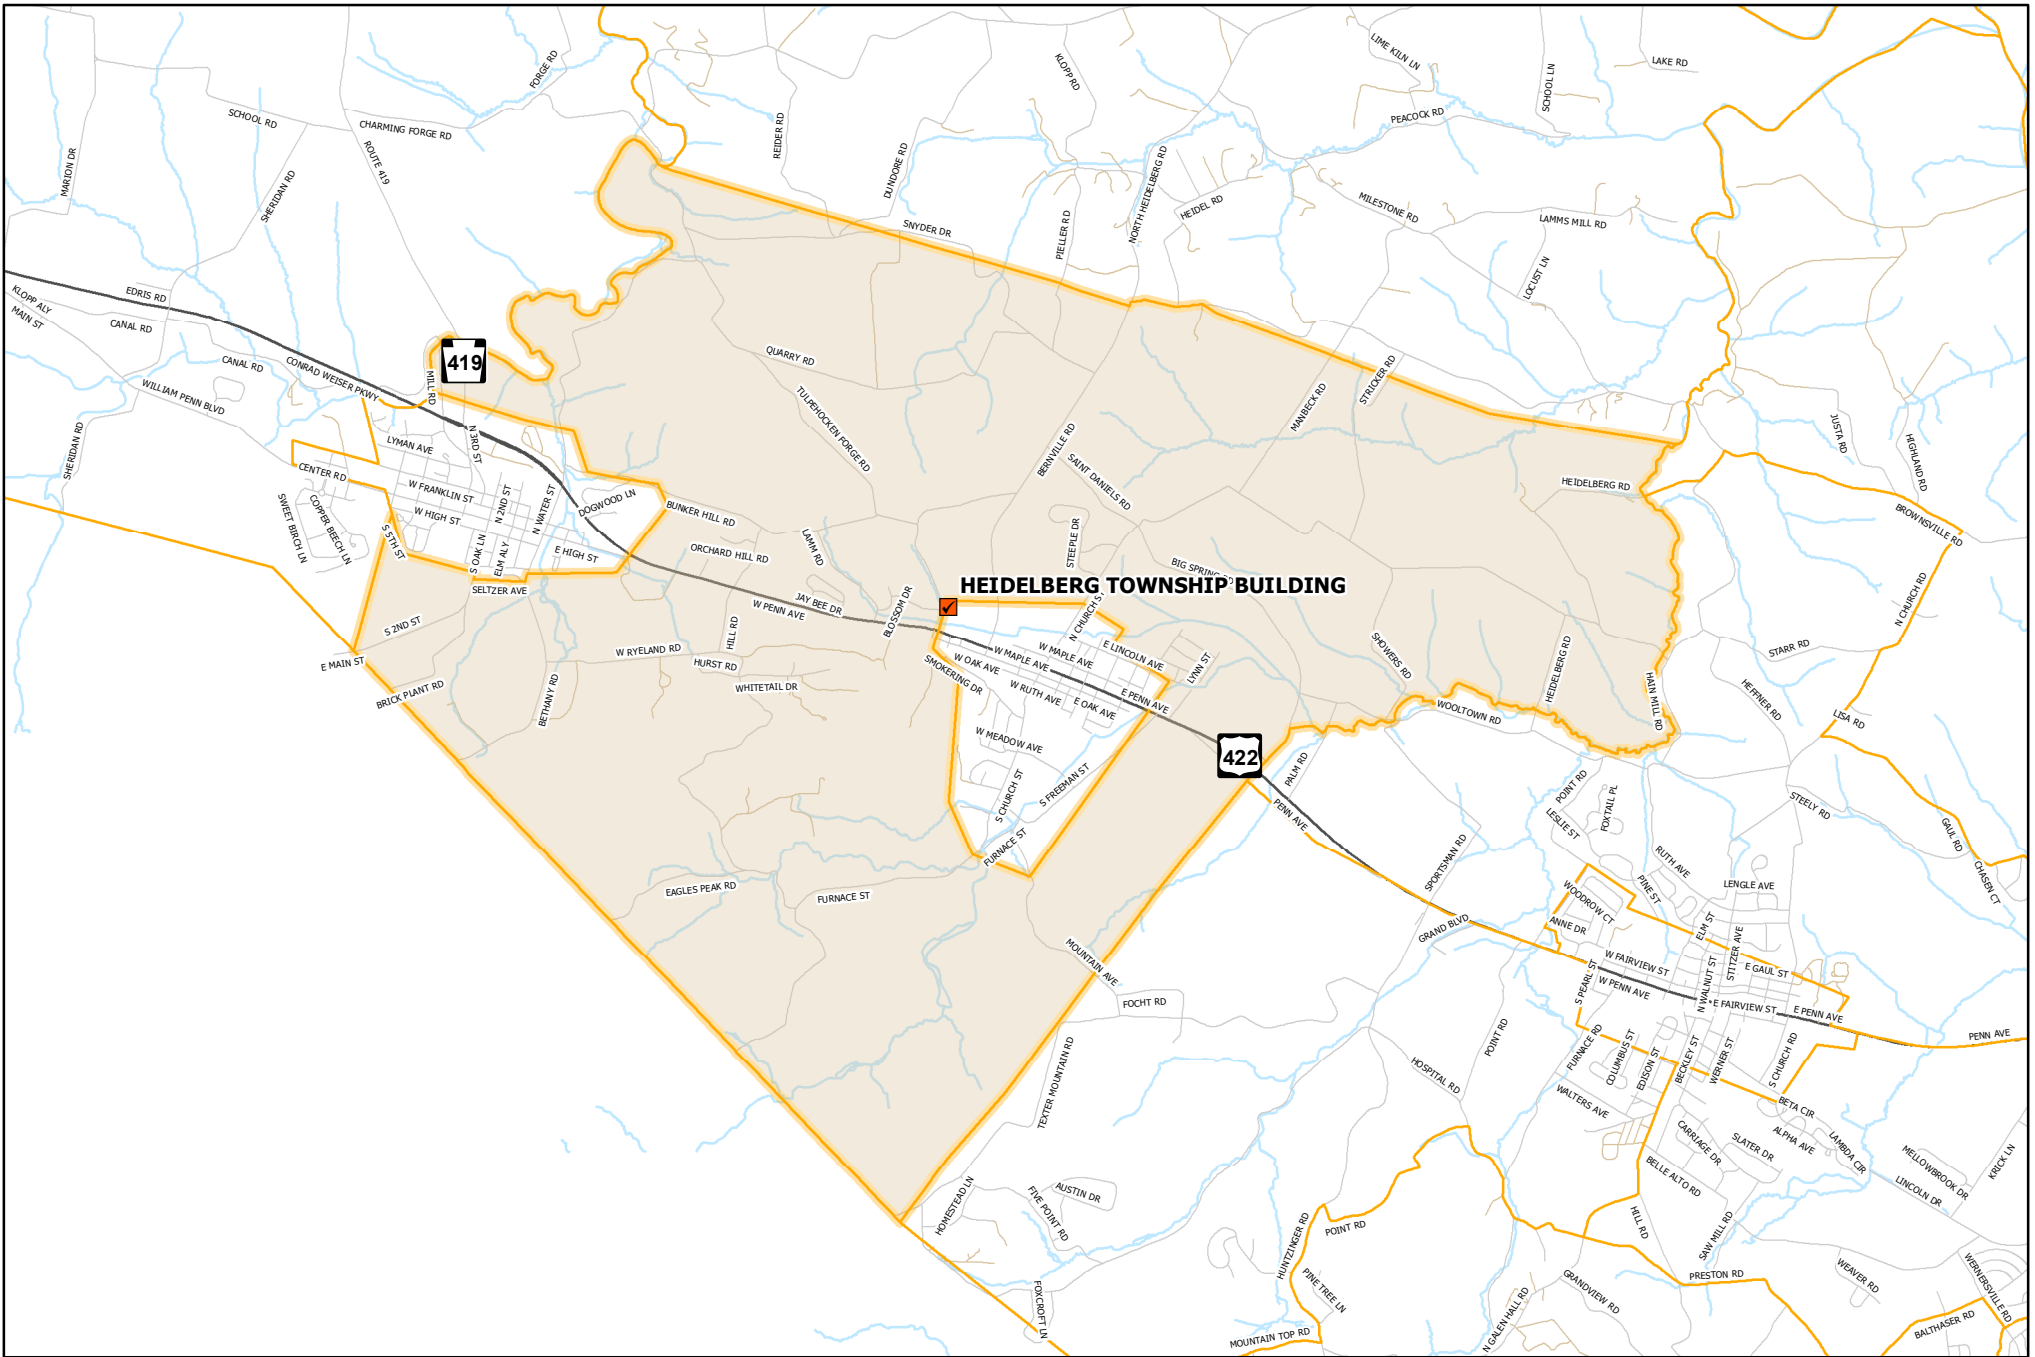 FORGE RD
KLOPP RD
LIME KILN LN
SCHOOL LN
LAKE RD
SCHOOL RD
CHARMING FORGE RD
REIDER RD
PEACOCK RD
MARION DR
ROUTE 419
SHERIDAN RD
DUNDORE RD
NORTH HEIDELBERG RD
HEIDEL RD
MILESTONE RD
LAMMS MILL RD
SNYDER DR
PIELLER RD
LOCUST LN
EDRIS RD
KLOPP ALY
MAIN ST
CANAL RD
CANAL RD
CONRAD WEISER PKWY
WILLIAM PENN BLVD
419
MILL RD
QUARRY RD
TULPEHOCKEN FORGE RD
MANBECK RD
STRICKER RD
JUSTA RD
HIGHLAND RD
SHERIDAN RD
LYMAN AVE
N 3RD ST
CENTER RD
W FRANKLIN ST
W HIGH ST
N 2ND ST
N WATER ST
DOGWOOD LN
BERNVILLE RD
SAINT DANIELS RD
HEIDELBERG RD
BROWNSVILLE RD
SWEET BIRCH LN
COPPER BEECH LN
S 5TH ST
S OAK LN
ELM ALY
E HIGH ST
BUNKER HILL RD
ORCHARD HILL RD
LAMM RD
STEEPLE DR
BIG SPRING RD
SELTZER AVE
HEIDELBERG TOWNSHIP BUILDING
JAY BEE DR
W PENN AVE
BLOSSOM DR
N CHURCH ST
N CHURCH RD
S 2ND ST
E MAIN ST
HILL RD
W RYELAND RD
HURST RD
WHITETAIL DR
BRICK PLANT RD
BETHANY RD
SMOKERING DR
W OAK AVE
W MAPLE AVE
W MAPLE AVE
E LINCOLN AVE
LYNN ST
W RUTH AVE
E OAK AVE
E PENN AVE
SHOWERS RD
HEIDELBERG RD
STARR RD
HEFFNER RD
HAIN MILL RD
LISA RD
WOOLTOWN RD
W MEADOW AVE
422
PALM RD
S CHURCH ST
S FREEMAN ST
PENN AVE
POINT RD
FOXTAIL PL
LESLIE ST
STEELY RD
GAUL RD
CHASEN CT
FURNACE ST
EAGLES PEAK RD
FURNACE ST
SPORTSMAN RD
RUTH AVE
PINE ST
LENGLE AVE
WOODROW CT
ANNE DR
GRAND BLVD
ELM ST
STITZER AVE
MOUNTAIN AVE
FOCHT RD
W FAIRVIEW ST
E GAUL ST
S PEARL ST
W PENN AVE
N WALNUT ST
E FAIRVIEW ST
E PENN AVE
PENN AVE
TEXTER MOUNTAIN RD
POINT RD
HOSPITAL RD
FURNACE RD
COLUMBUS ST
EDISON ST
BECKLEY ST
WERNER ST
S CHURCH RD
WALTERS AVE
BETA CIR
ALPHA AVE
LAMBDA CIR
CARRIAGE DR
SLATER DR
BELLE ALTO RD
MELLOWBROOK DR
KRICK LN
LINCOLN DR
HOMESTEAD LN
FIVE POINT RD
AUSTIN DR
POINT RD
HUNTZINGER RD
HILL RD
SAW MILL RD
PINE TREE LN
FOXCROFT LN
MOUNTAIN TOP RD
N GALEN HALL RD
GRANDVIEW RD
PRESTON RD
WEAVER RD
WERNERSVILLE RD
BALTHASER RD